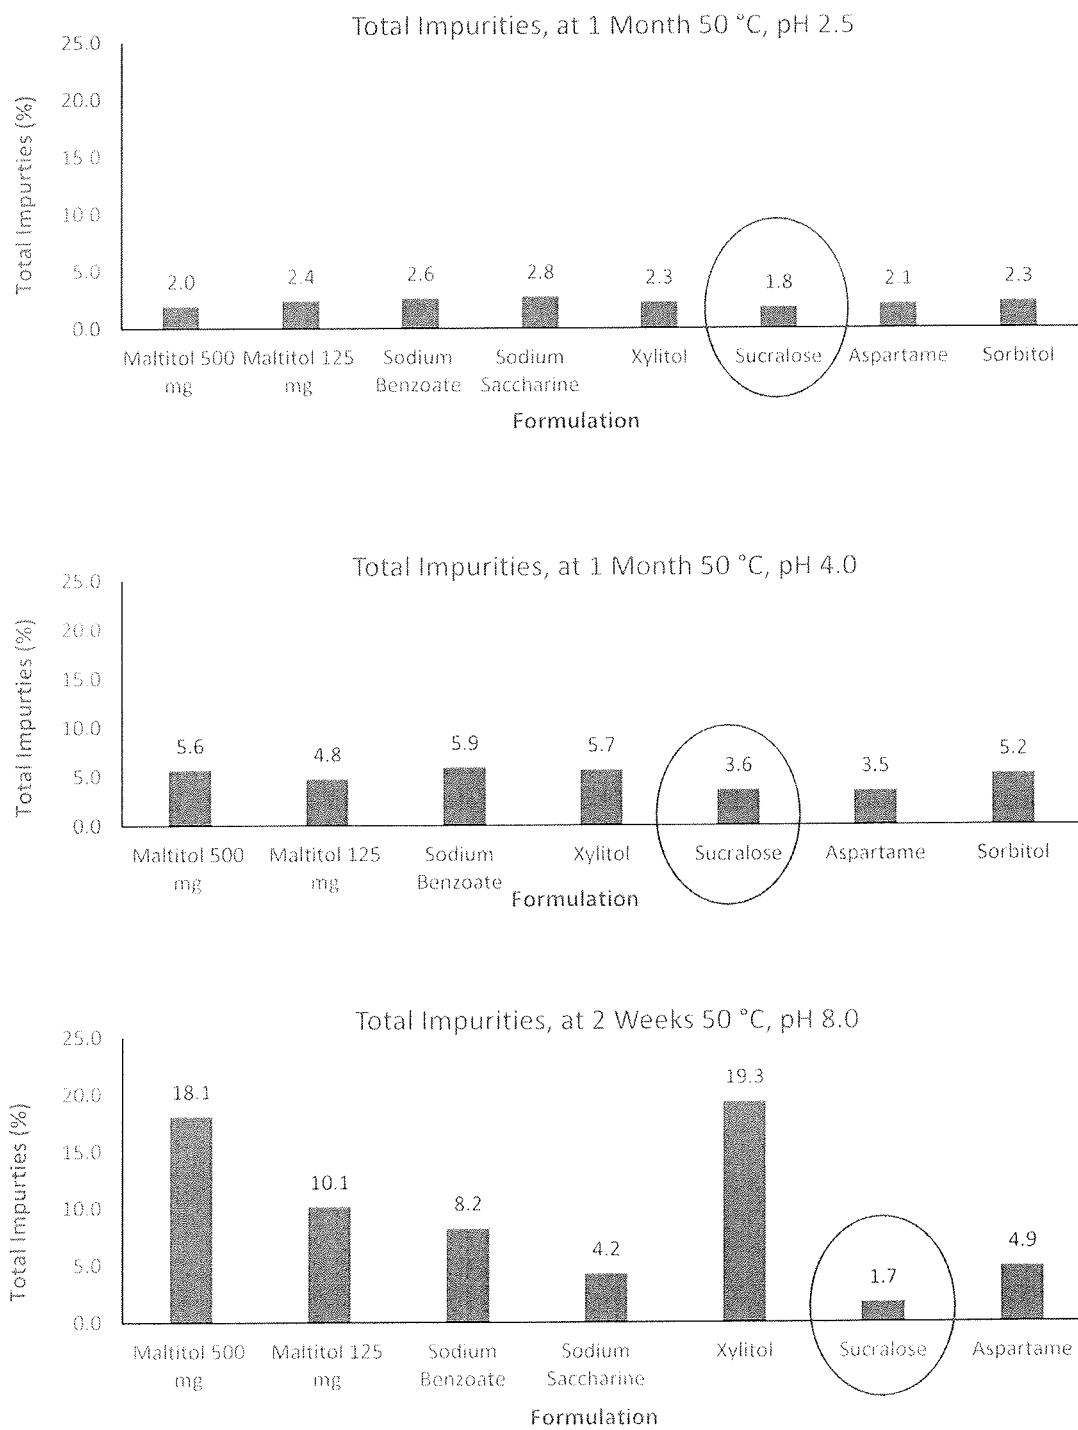 Total Impurities, at 1 Month 50 °C, pH 2.5
Total Impurties (%)
25.0
20.0
15.0
10.0
5.0
0.0
2.0 2.4 2.6 2.8 2.3 1.8 2.1 2.3
Maltitol 500 Maltitol 125 Sodium Sodium Xylitol Sucralose Aspartame Sorbitol
mg mg Benzoate Saccharine
Formulation
Total Impurities, at 1 Month 50 °C, pH 4.0
Total Impurties (%)
25.0
20.0
15.0
10.0
5.0
0.0
5.6 4.8 5.9 5.7 3.6 3.5 5.2
Maltitol 500 Maltitol 125 Sodium Xylitol Sucralose Aspartame Sorbitol
mg mg Benzoate
Formulation
Total Impurities, at 2 Weeks 50 °C, pH 8.0
Total Impurties (%)
25.0
20.0
15.0
10.0
5.0
0.0
18.1 10.1 8.2 4.2 19.3 1.7 4.9
Maltitol 500 Maltitol 125 Sodium Sodium Xylitol Sucralose Aspartame
mg mg Benzoate Saccharine
Formulation